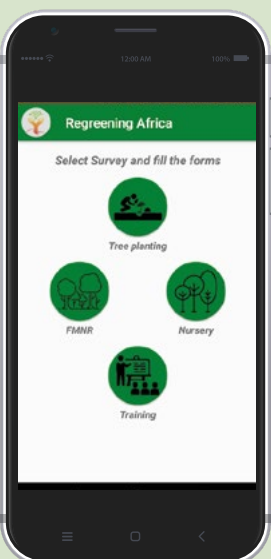 12:00 AM 100%
Regreening Africa
Select Survey and fill the forms
Tree planting
FMNR Nursery
Training